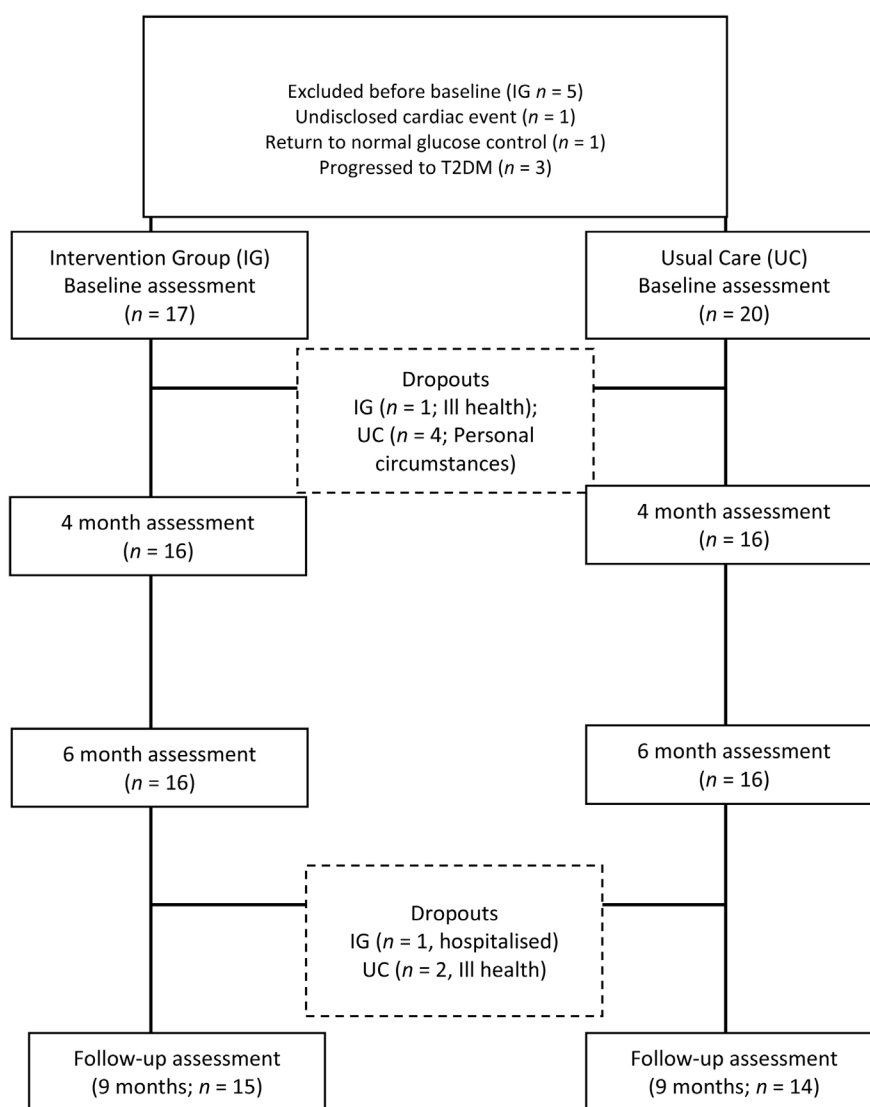 Excluded before baseline (IG n = 5)
Undisclosed cardiac event (n = 1)
Return to normal glucose control (n = 1)
Progressed to T2DM (n = 3)
Intervention Group (IG)
Baseline assessment
(n = 17)
Usual Care (UC)
Baseline assessment
(n = 20)
Dropouts
IG (n = 1; Ill health);
UC (n = 4; Personal
circumstances)
4 month assessment
(n = 16)
4 month assessment
(n = 16)
6 month assessment
(n = 16)
6 month assessment
(n = 16)
Dropouts
IG (n = 1, hospitalised)
UC (n = 2, Ill health)
Follow-up assessment
(9 months; n = 15)
Follow-up assessment
(9 months; n = 14)